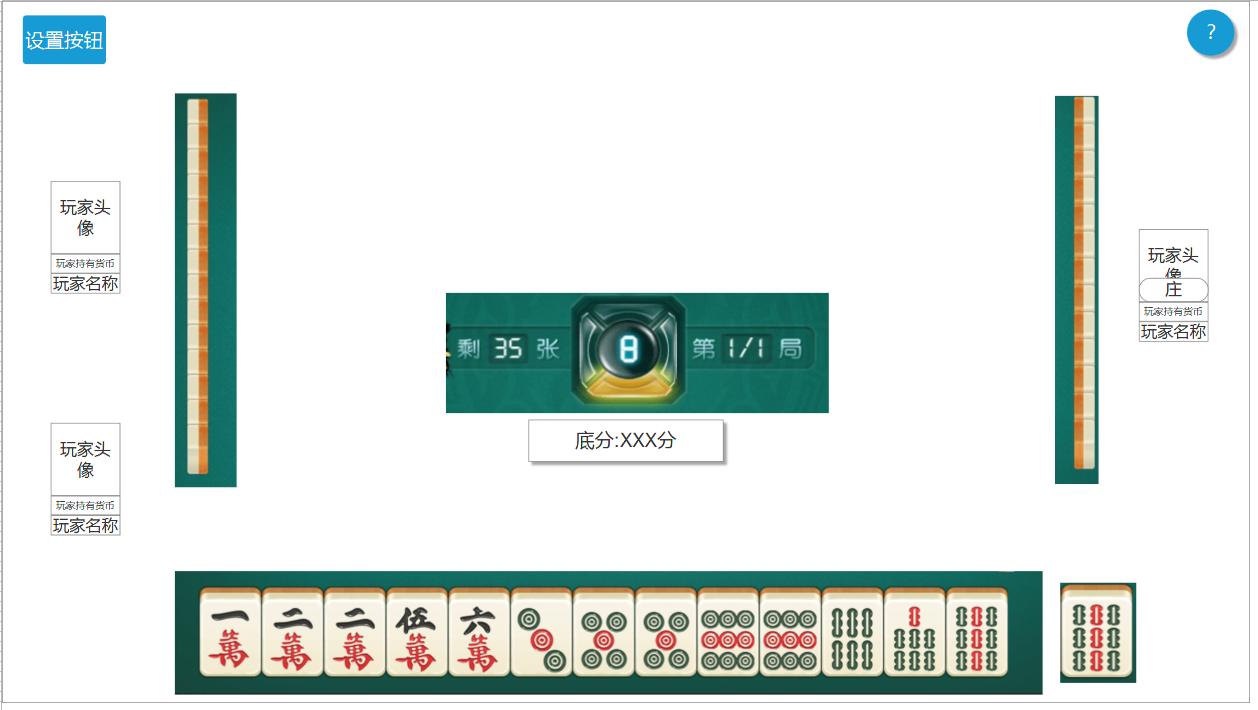 设置按钮
?
玩家头
像
玩家持有货币
玩家名称
玩家头
像
庄
玩家持有货币
玩家名称
剩 35 张
8
第 1/1 局
底分:XXX分
玩家头
像
玩家持有货币
玩家名称
一 二 二 伍 六
萬 萬 萬 萬 萬